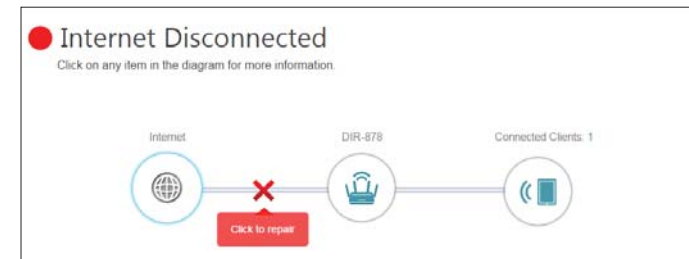 Internet Disconnected
Click on any item in the diagram for more information.
Internet DIR-878 Connected Clients: 1
Click to repair